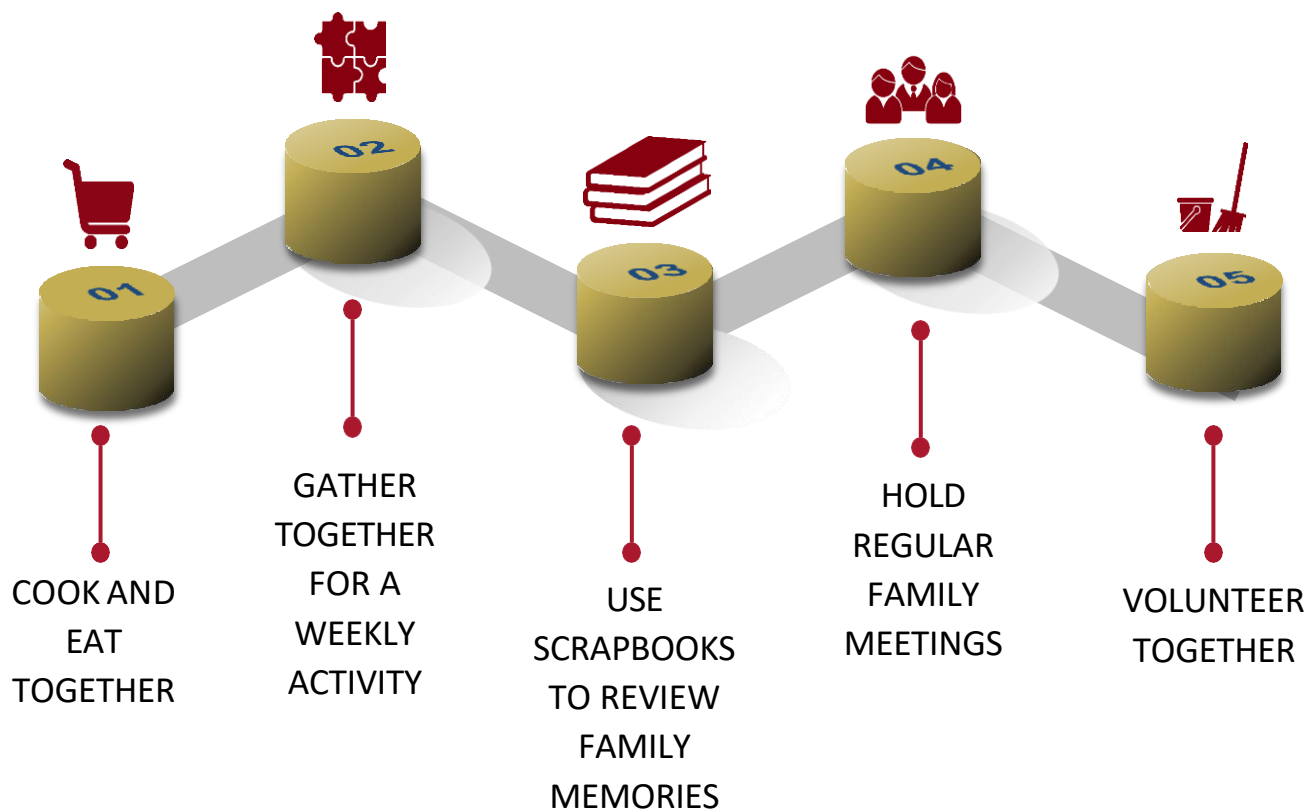 01
COOK AND
EAT
TOGETHER
02
GATHER
TOGETHER
FOR A
WEEKLY
ACTIVITY
03
USE
SCRAPBOOKS
TO REVIEW
FAMILY
MEMORIES
04
HOLD
REGULAR
FAMILY
MEETINGS
05
VOLUNTEER
TOGETHER